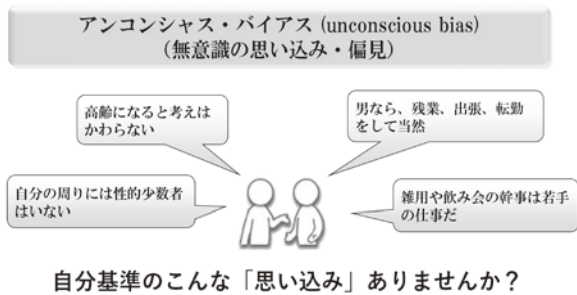 アンコンシャス・バイアス (unconscious bias)
（無意識の思い込み・偏見）
高齢になると考えは
かわらない
男なら、残業、出張、転勤
をして当然
自分の周りには性的少数者
はいない
雑用や飲み会の幹事は若手
の仕事だ
自分基準のこんな「思い込み」ありませんか？